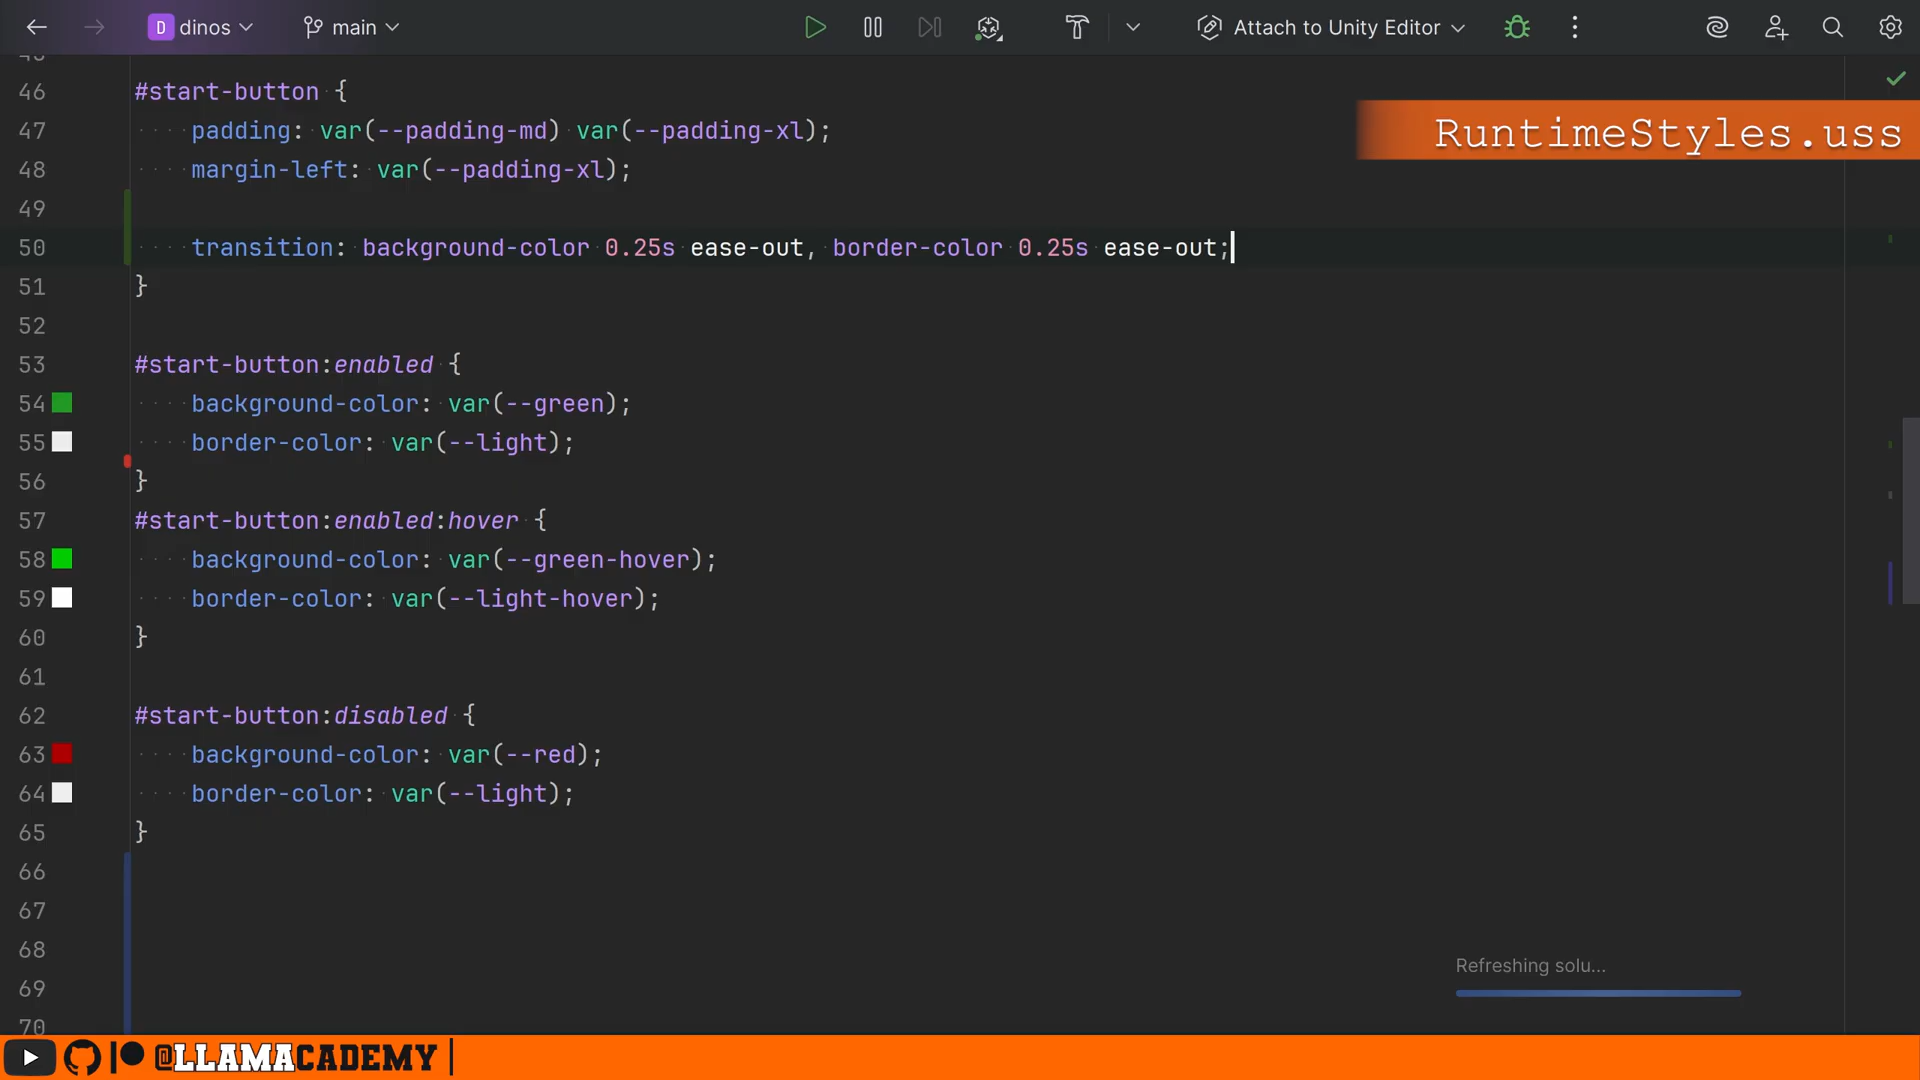 D dinos main Attach to Unity Editor
46 #start-button {
RuntimeStyles.uss
47 padding: var(--padding-md) var(--padding-xl);
48 margin-left: var(--padding-xl);
49
50 transition: background-color 0.25s ease-out, border-color 0.25s ease-out;
51 }
52
53 #start-button:enabled {
54 background-color: var(--green);
55 border-color: var(--light);
56 }
57 #start-button:enabled:hover {
58 background-color: var(--green-hover);
59 border-color: var(--light-hover);
60 }
61
62 #start-button:disabled {
63 background-color: var(--red);
64 border-color: var(--light);
65 }
66
67
68
69
Refreshing solu...
70
@LLAMACADEMY